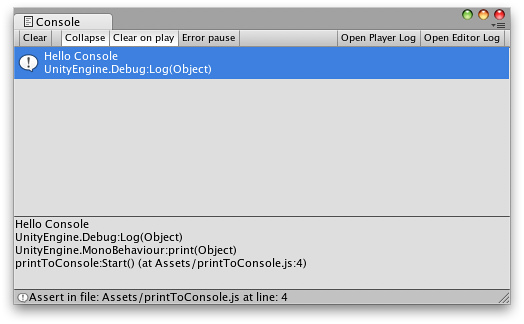 Console
Clear Collapse Clear on play Error pause Open Player Log Open Editor Log
Hello Console
UnityEngine.Debug:Log(Object)
Hello Console
UnityEngine.Debug:Log(Object)
UnityEngine.MonoBehaviour:print(Object)
printToConsole:Start() (at Assets/printToConsole.js:4)
Assert in file: Assets/printToConsole.js at line: 4